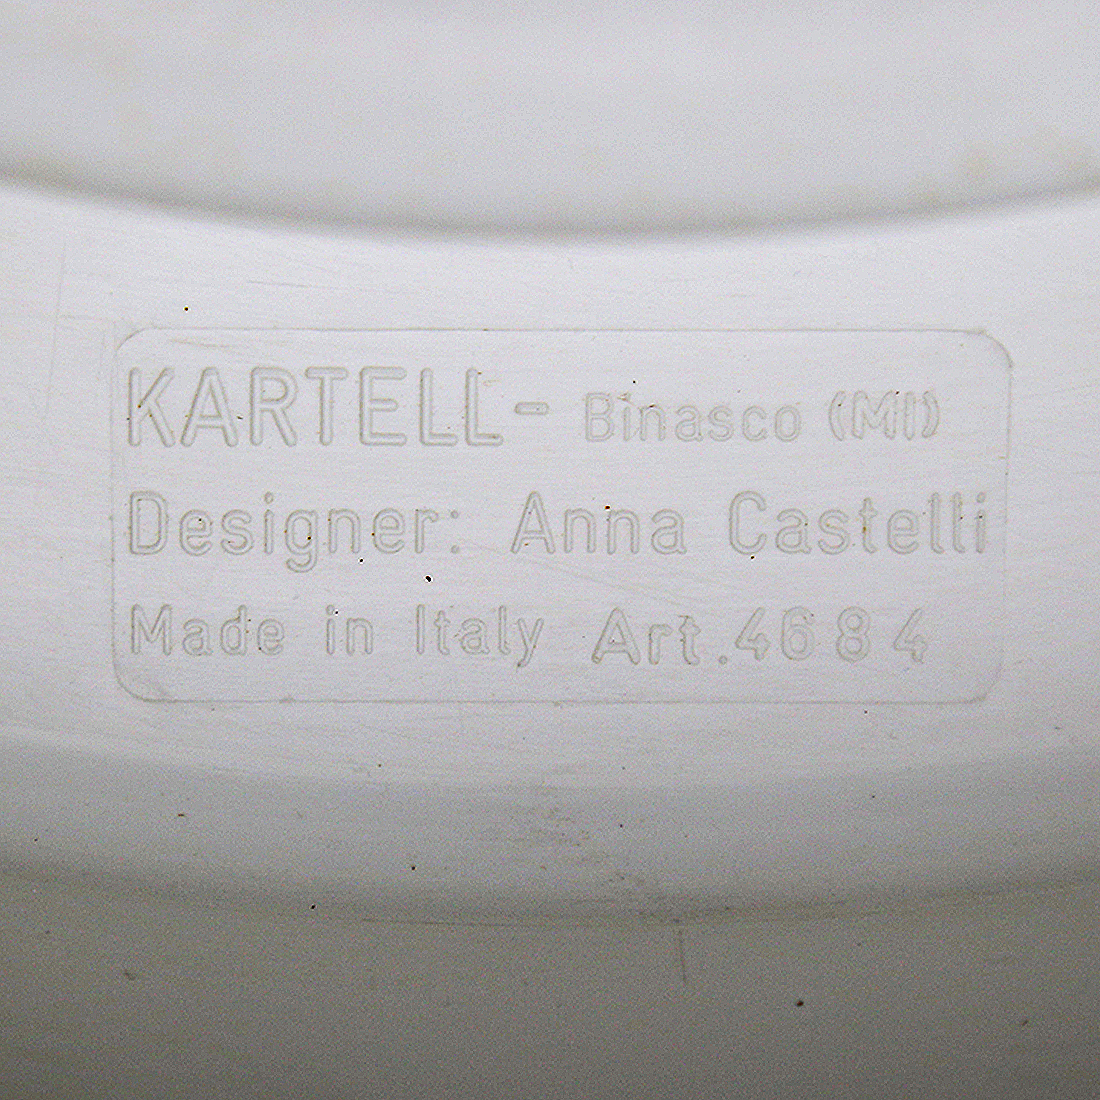 KARTELL - Binasco (MI)
Designer: Anna Castelli
Made in Italy Art.4684